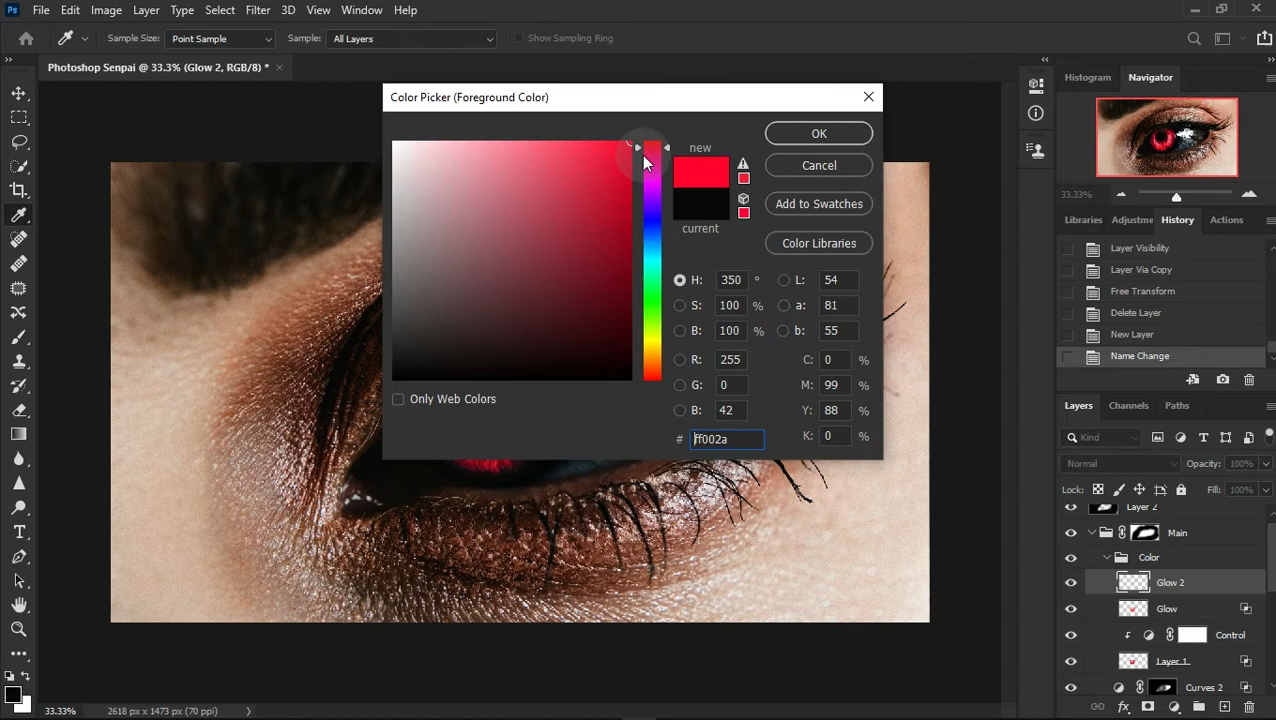 Ps File Edit Image Layer Type Select Filter 3D View Window Help
Sample Size: Point Sample Sample: All Layers Show Sampling Ring
Photoshop Senpai @ 33.3% (Glow 2, RGB/8) *
Histogram Navigator
33.33%
Libraries Adjustme History Actions
Layer Visibility
Layer Via Copy
Free Transform
Delete Layer
New Layer
Name Change
Layers Channels Paths
Kind
Normal Opacity: 100%
Lock: Fill: 100%
Layer 2
Main
Color
Glow 2
Glow
Control
Layer 1
Curves 2
Color Picker (Foreground Color)
new
current
OK
Cancel
Add to Swatches
Color Libraries
H: 350 ° L: 54
S: 100 % a: 81
B: 100 % b: 55
R: 255 C: 0 %
G: 0 M: 99 %
B: 42 Y: 88 %
# ff002a K: 0 %
Only Web Colors
33.33% 2618 px x 1473 px (70 ppi)
fx